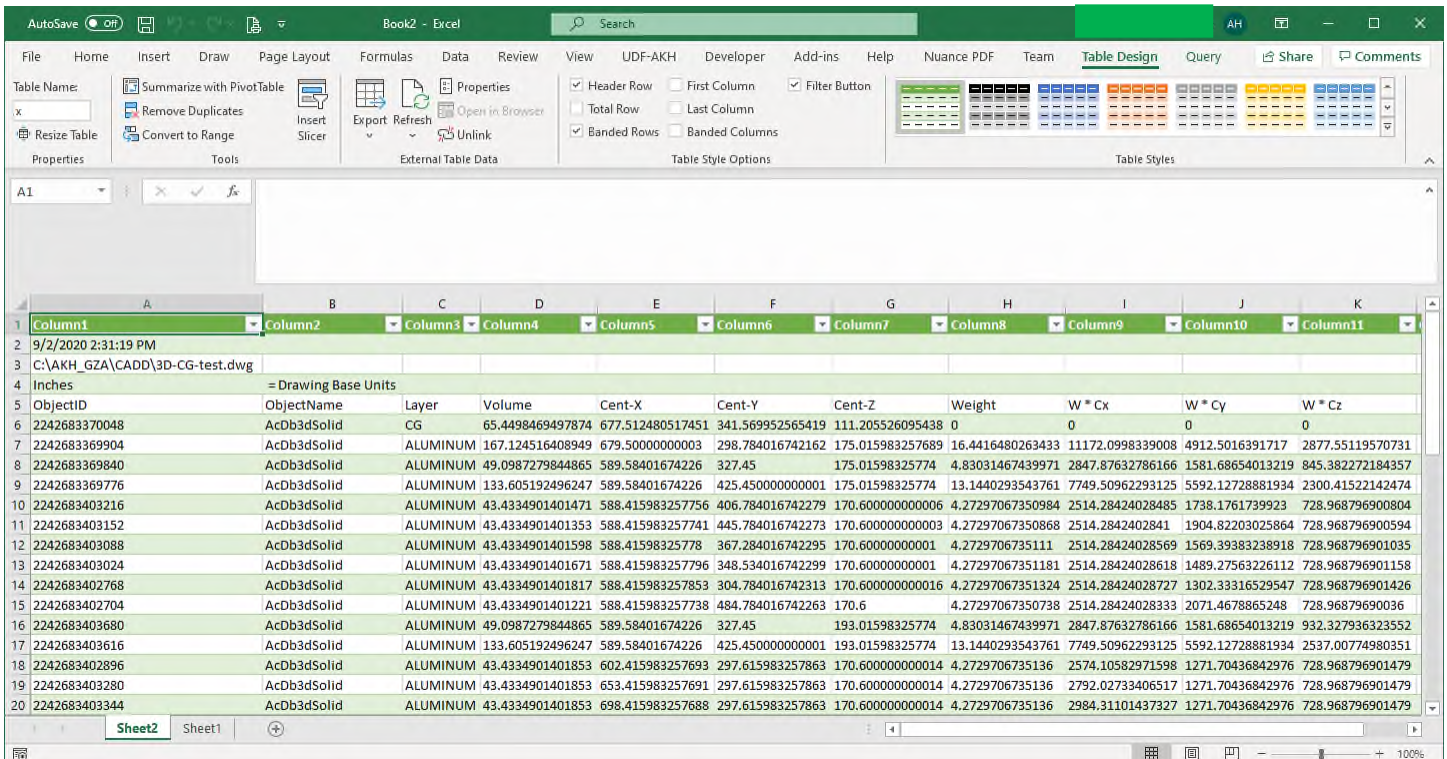 AutoSave Off Book2 - Excel Search AH
File Home Insert Draw Page Layout Formulas Data Review View UDF-AKH Developer Add-ins Help Nuance PDF Team Table Design Query Share Comments
Table Name: Summarize with PivotTable Properties Header Row First Column Filter Button
x Remove Duplicates Insert Slicer Export Refresh Open in Browser Total Row Last Column
Resize Table Convert to Range Unlink Banded Rows Banded Columns
Properties Tools External Table Data Table Style Options Table Styles
A1 fx
A B C D E F G H I J K
1 Column1 Column2 Column3 Column4 Column5 Column6 Column7 Column8 Column9 Column10 Column11
2 9/2/2020 2:31:19 PM
3 C:\AKH_GZA\CADD\3D-CG-test.dwg
4 Inches = Drawing Base Units
5 ObjectID ObjectName Layer Volume Cent-X Cent-Y Cent-Z Weight W * Cx W * Cy W * Cz
6 2242683370048 AcDb3dSolid CG 65.4498469497874 677.512480517451 341.569952565419 111.205526095438 0 0 0 0
7 2242683369904 AcDb3dSolid ALUMINUM 167.124516408949 679.50000000003 298.784016742162 175.015983257689 16.4416480263433 11172.0998339008 4912.5016391717 2877.55119570731
8 2242683369840 AcDb3dSolid ALUMINUM 49.0987279844865 589.58401674226 327.45 175.01598325774 4.83031467439971 2847.87632786166 1581.68654013219 845.382272184357
9 2242683369776 AcDb3dSolid ALUMINUM 133.605192496247 589.58401674226 425.450000000001 175.01598325774 13.1440293543761 7749.50962293125 5592.12728881934 2300.41522142474
10 2242683403216 AcDb3dSolid ALUMINUM 43.4334901401471 588.415983257756 406.784016742279 170.600000000006 4.27297067350984 2514.28424028485 1738.1761739923 728.968796900804
11 2242683403152 AcDb3dSolid ALUMINUM 43.4334901401353 588.415983257741 445.784016742273 170.600000000003 4.27297067350868 2514.2842402841 1904.82203025864 728.968796900594
12 2242683403088 AcDb3dSolid ALUMINUM 43.4334901401598 588.41598325778 367.284016742295 170.60000000001 4.2729706735111 2514.28424028569 1569.39383238918 728.968796901035
13 2242683403024 AcDb3dSolid ALUMINUM 43.4334901401671 588.415983257796 348.534016742299 170.60000000001 4.27297067351181 2514.28424028618 1489.27563226112 728.968796901158
14 2242683402768 AcDb3dSolid ALUMINUM 43.4334901401817 588.415983257853 304.784016742313 170.600000000016 4.27297067351324 2514.28424028727 1302.33316529547 728.968796901426
15 2242683402704 AcDb3dSolid ALUMINUM 43.4334901401221 588.415983257738 484.784016742263 170.6 4.27297067350738 2514.28424028333 2071.4678865248 728.96879690036
16 2242683403680 AcDb3dSolid ALUMINUM 49.0987279844865 589.58401674226 327.45 193.01598325774 4.83031467439971 2847.87632786166 1581.68654013219 932.327936323552
17 2242683403616 AcDb3dSolid ALUMINUM 133.605192496247 589.58401674226 425.450000000001 193.01598325774 13.1440293543761 7749.50962293125 5592.12728881934 2537.00774980351
18 2242683402896 AcDb3dSolid ALUMINUM 43.4334901401853 602.415983257693 297.615983257863 170.600000000014 4.2729706735136 2574.10582971598 1271.70436842976 728.968796901479
19 2242683403280 AcDb3dSolid ALUMINUM 43.4334901401853 653.415983257691 297.615983257863 170.600000000014 4.2729706735136 2792.02733406517 1271.70436842976 728.968796901479
20 2242683403344 AcDb3dSolid ALUMINUM 43.4334901401853 698.415983257688 297.615983257863 170.600000000014 4.2729706735136 2984.31101437327 1271.70436842976 728.968796901479
Sheet2 Sheet1
100%